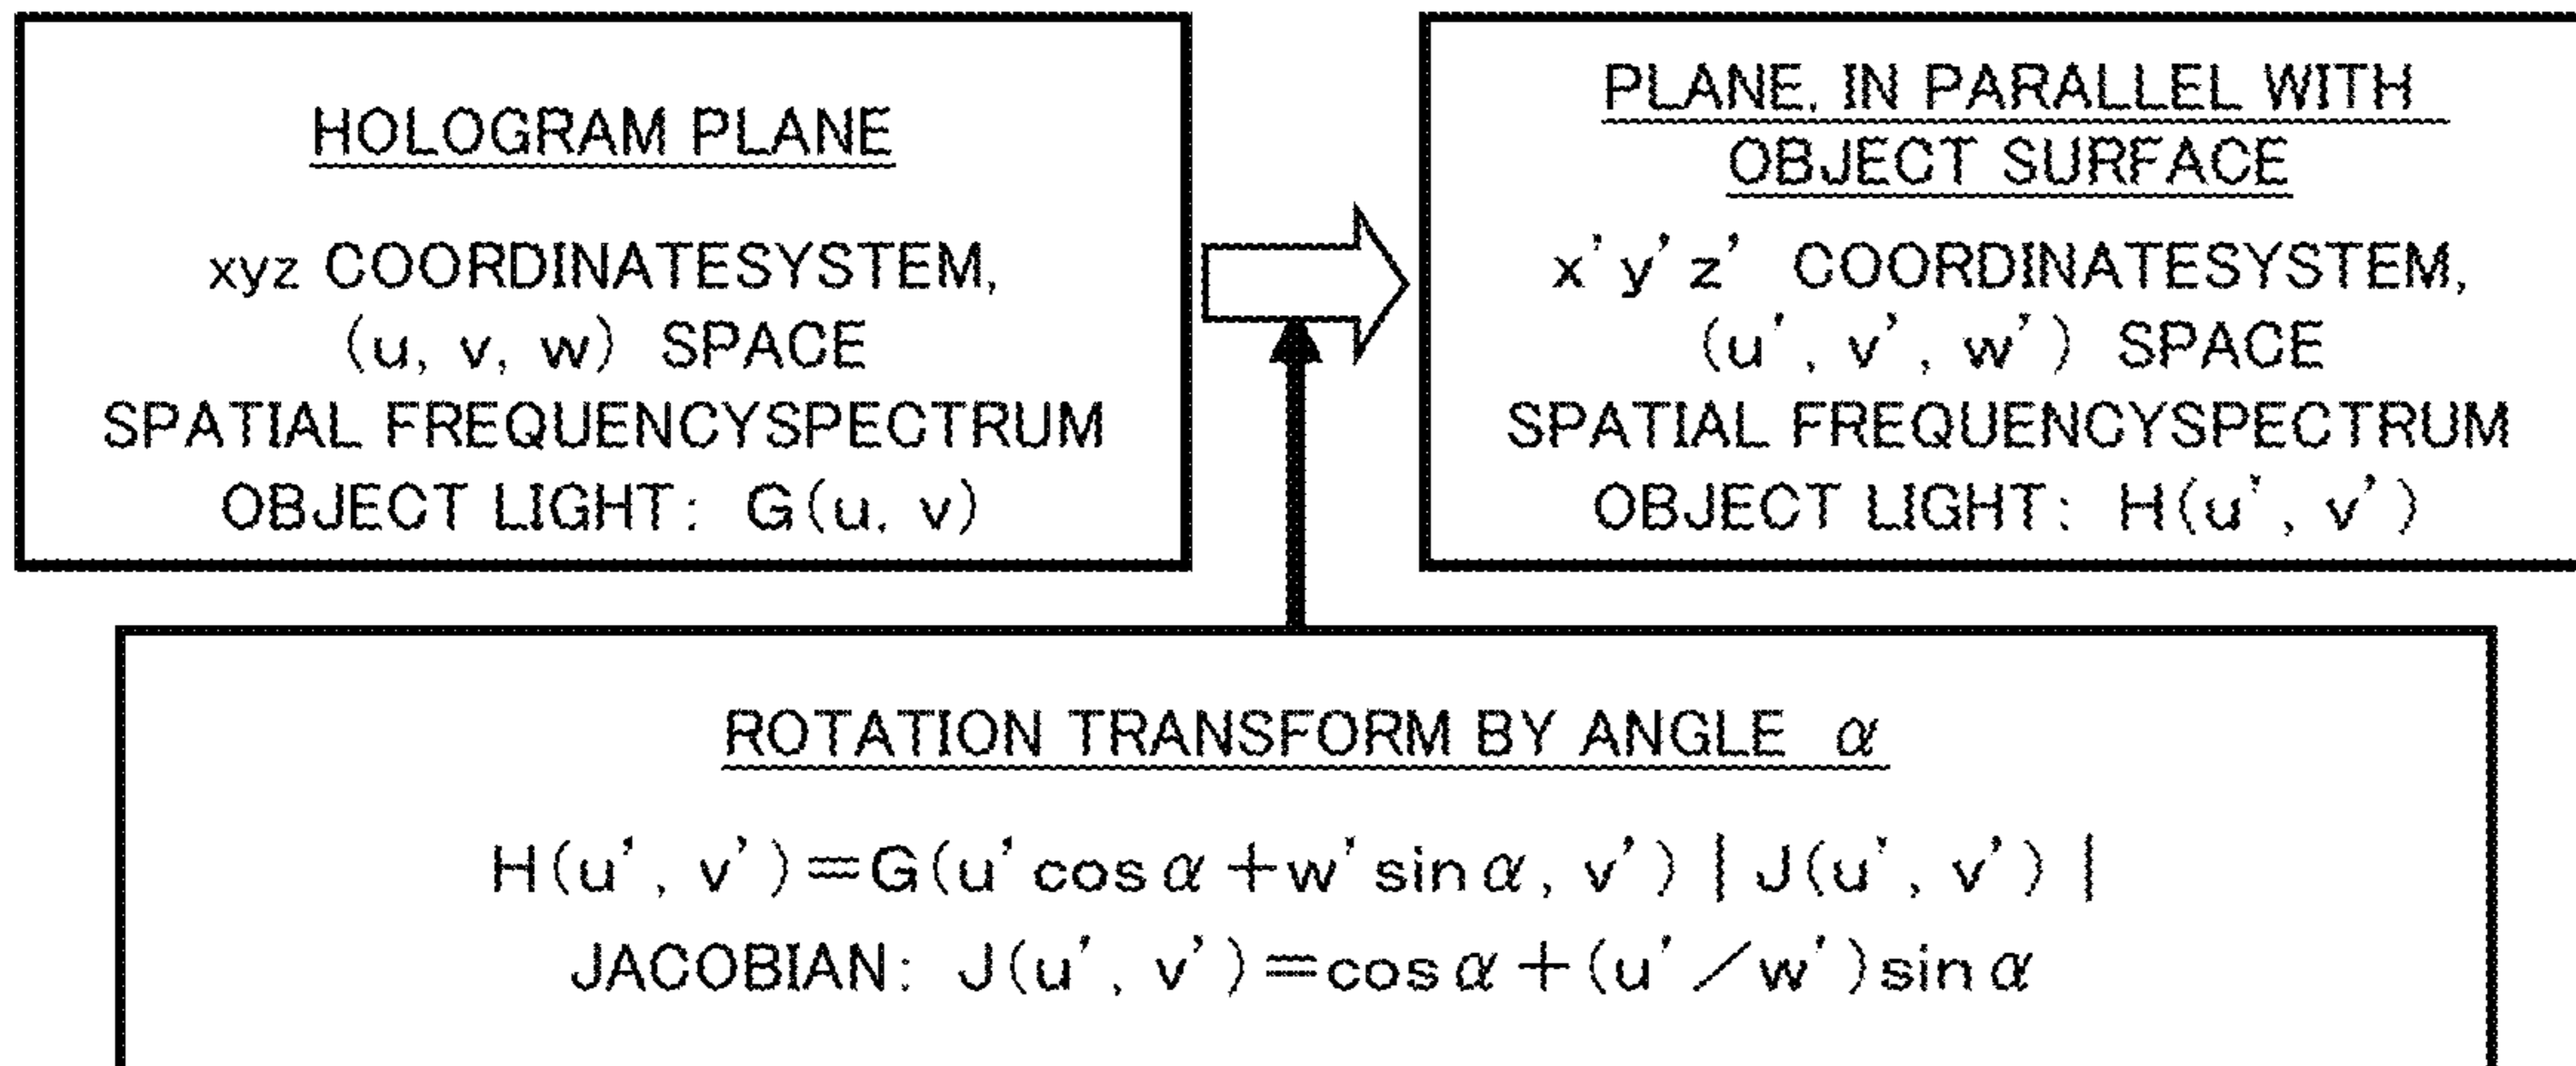 HOLOGRAM PLANE
xyz COORDINATESYSTEM,
(u, v, w) SPACE
SPATIAL FREQUENCYSPECTRUM
OBJECT LIGHT: G(u, v)
PLANE, IN PARALLEL WITH
OBJECT SURFACE
x' y' z' COORDINATESYSTEM,
(u', v', w') SPACE
SPATIAL FREQUENCYSPECTRUM
OBJECT LIGHT: H(u', v')
ROTATION TRANSFORM BY ANGLE α
H(u', v')=G(u'cosα+w'sinα, v')|J(u', v')|
JACOBIAN: J(u', v')=cosα+(u'/w')sinα